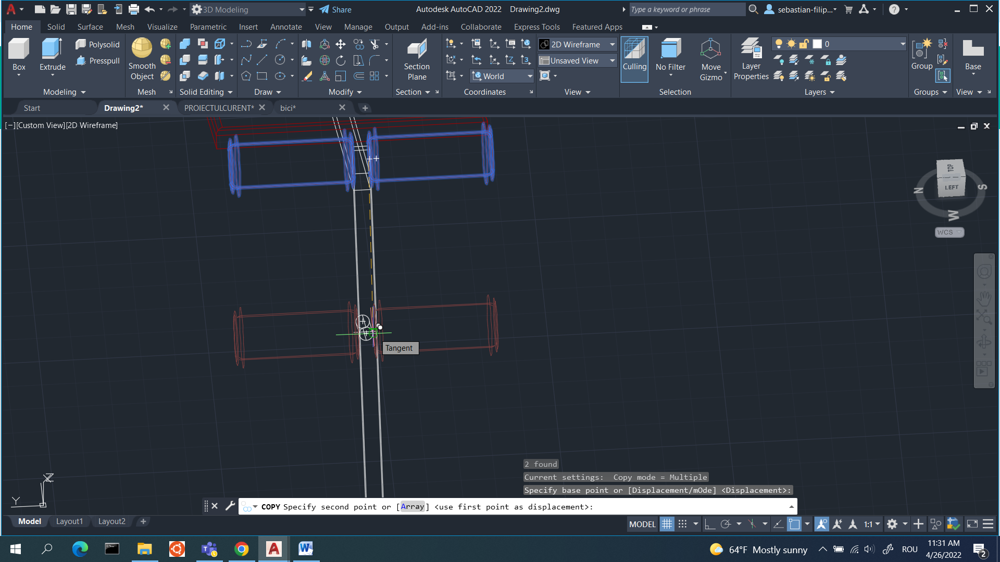 3D Modeling
Share
Autodesk AutoCAD 2022 Drawing2.dwg
Type a keyword or phrase
sebastian-filip...
Home Solid Surface Mesh Visualize Parametric Insert Annotate View Manage Output Add-ins Collaborate Express Tools Featured Apps
Box
Extrude
Polysolid
Presspull
Modeling
Smooth Object
Mesh
Solid Editing
Draw
Modify
Section Plane
Section
World
Coordinates
2D Wireframe
Unsaved View
View
Culling
No Filter
Move Gizmo
Selection
Layer Properties
0
Layers
Group
Groups
Base
View
Start
Drawing2*
PROIECTULCURENT*
bici*
[−][Custom View][2D Wireframe]
TOP
LEFT
N
S
W
WCS
Tangent
Z
Y
2 found
Current settings: Copy mode = Multiple
Specify base point or [Displacement/mOde] <Displacement>:
COPY Specify second point or [Array] <use first point as displacement>:
Model
Layout1
Layout2
MODEL
1:1
64°F Mostly sunny
ROU
11:31 AM
4/26/2022
2